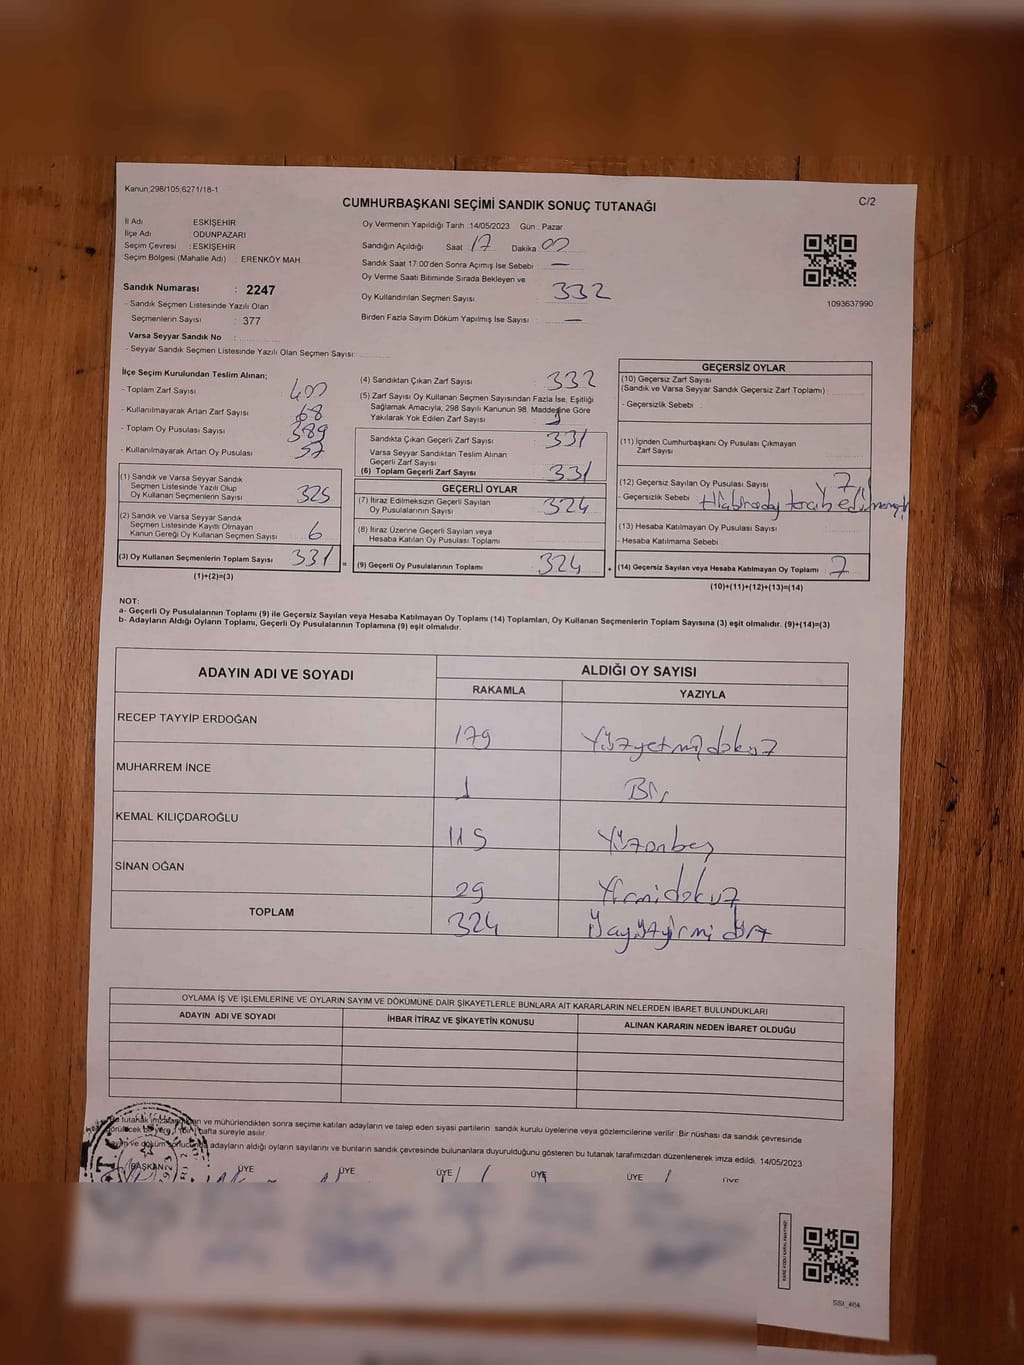 Kanun;298/105;6271/18-1
CUMHURBAŞKANI SEÇİMİ SANDIK SONUÇ TUTANAĞI
C/2
İl Adı ESKİŞEHİR
İlçe Adı : ODUNPAZARI
Seçim Çevresi : ESKİŞEHİR
Seçim Bölgesi (Mahalle Adı) : ERENKÖY MAH.
Sandık Numarası : 2247
- Sandık Seçmen Listesinde Yazılı Olan
Seçmenlerin Sayısı : 377
Varsa Seyyar Sandık No :
- Seyyar Sandık Seçmen Listesinde Yazılı Olan Seçmen Sayısı:
Oy Vermenin Yapıldığı Tarih :14/05/2023 Gün : Pazar
Sandığın Açıldığı Saat 17 Dakika 00
Sandık Saat 17:00'den Sonra Açımış İse Sebebi : —
Oy Verme Saati Bitiminde Sırada Bekleyen ve
Oy Kullandırılan Seçmen Sayısı : 332
Birden Fazla Sayım Döküm Yapılmış İse Sayısı : —
1093637990
İlçe Seçim Kurulundan Teslim Alınan;
- Toplam Zarf Sayısı 400
- Kullanılmayarak Artan Zarf Sayısı : 68
- Toplam Oy Pusulası Sayısı 389
- Kullanılmayarak Artan Oy Pusulası : 57
(1) Sandık ve Varsa Seyyar Sandık
Seçmen Listesinde Yazılı Olup
Oy Kullanan Seçmenlerin Sayısı : 325
(2) Sandık ve Varsa Seyyar Sandık
Seçmen Listesinde Kayıtlı Olmayan
Kanun Gereği Oy Kullanan Seçmen Sayısı : 6
(3) Oy Kullanan Seçmenlerin Toplam Sayısı 331 =
(1)+(2)=(3)
(4) Sandıktan Çıkan Zarf Sayısı : 332
(5) Zarf Sayısı Oy Kullanan Seçmen Sayısından Fazla İse, Eşitliği
Sağlamak Amacıyla; 298 Sayılı Kanunun 98. Maddesine Göre
Yakılarak Yok Edilen Zarf Sayısı : 1
Sandıkta Çıkan Geçerli Zarf Sayısı : 331
Varsa Seyyar Sandıktan Teslim Alınan
Geçerli Zarf Sayısı :
(6) Toplam Geçerli Zarf Sayısı : 331
GEÇERLİ OYLAR
(7) İtiraz Edilmeksizin Geçerli Sayılan
Oy Pusulalarının Sayısı : 324
(8) İtiraz Üzerine Geçerli Sayılan veya
Hesaba Katılan Oy Pusulası Toplamı :
(9) Geçerli Oy Pusulalarının Toplamı : 324 +
GEÇERSİZ OYLAR
(10) Geçersiz Zarf Sayısı
(Sandık ve Varsa Seyyar Sandık Geçersiz Zarf Toplamı) :
- Geçersizlik Sebebi :
(11) İçinden Cumhurbaşkanı Oy Pusulası Çıkmayan
Zarf Sayısı :
(12) Geçersiz Sayılan Oy Pusulası Sayısı : 7
- Geçersizlik Sebebi :
(13) Hesaba Katılmayan Oy Pusulası Sayısı :
- Hesaba Katılmama Sebebi :
(14) Geçersiz Sayılan veya Hesaba Katılmayan Oy Toplamı : 7
(10)+(11)+(12)+(13)=(14)
NOT:
a- Geçerli Oy Pusulalarının Toplamı (9) ile Geçersiz Sayılan veya Hesaba Katılmayan Oy Toplamı (14) Toplamları, Oy Kullanan Seçmenlerin Toplam Sayısına (3) eşit olmalıdır. (9)+(14)=(3)
b- Adayların Aldığı Oyların Toplamı, Geçerli Oy Pusulalarının Toplamına (9) eşit olmalıdır.
ADAYIN ADI VE SOYADI ALDIĞI OY SAYISI
RAKAMLA YAZIYLA
RECEP TAYYİP ERDOĞAN 179 Yüzyetmişdokuz
MUHARREM İNCE 1 Bir
KEMAL KILIÇDAROĞLU 115 Yüzonbeş
SİNAN OĞAN 29 Yirmidokuz
TOPLAM 324 Üçyüzyirmi dört
OYLAMA İŞ VE İŞLEMLERİNE VE OYLARIN SAYIM VE DÖKÜMÜNE DAİR ŞİKAYETLERLE BUNLARA AİT KARARLARIN NELERDEN İBARET BULUNDUKLARI
ADAYIN ADI VE SOYADI İHBAR İTİRAZ VE ŞİKAYETİN KONUSU ALINAN KARARIN NEDEN İBARET OLDUĞU
ve mühürlendikten sonra seçime katılan adayların ve talep eden siyasi partilerin sandık kurulu üyelerine veya gözlemcilerine verilir. Bir nüshası da sandık çevresinde
hafta süreyle asılır
adayların aldığı oyların sayılarını ve bunların sandık çevresinde bulunanlara duyurulduğunu gösteren bu tutanak tarafımızdan düzenlenerek imza edildi. 14/05/2023
BAŞKAN ÜYE ÜYE ÜYE ÜYE ÜYE ÜYE